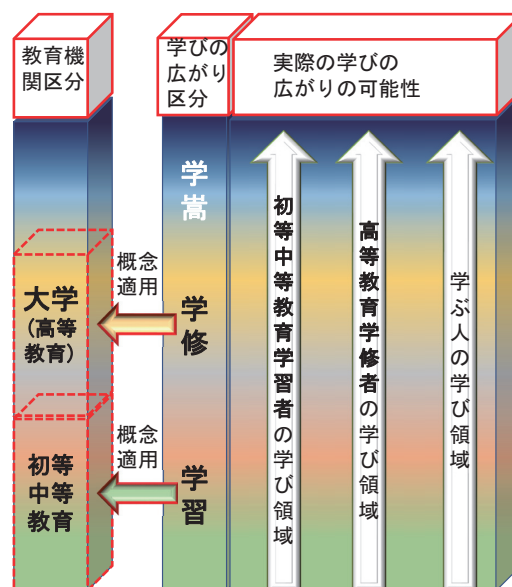 教育機
関区分
学びの
広がり
区分
実際の学びの
広がりの可能性
学
嵩
概念
適用
大学
(高等
教育)
学
修
概念
適用
初等
中等
教育
学
習
初等中等教育学習者の学び領域
高等教育学修者の学び領域
学ぶ人の学び領域